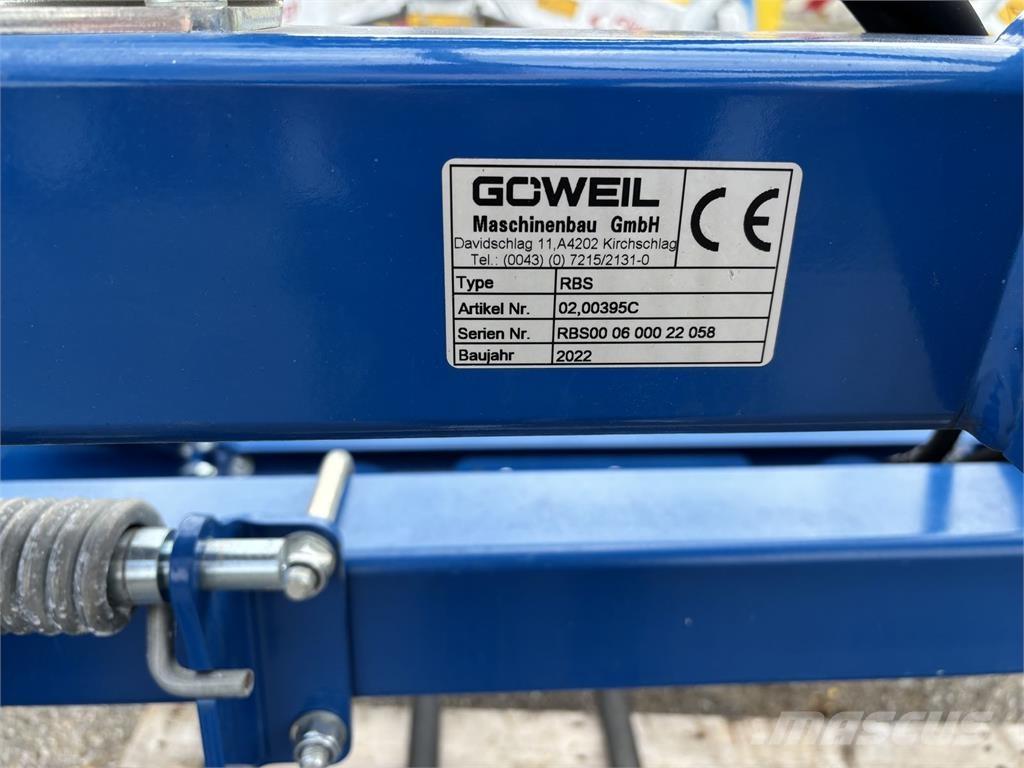 GÖWEIL
Maschinenbau GmbH
Davidschlag 11,A4202 Kirchschlag
Tel.: (0043) (0) 7215/2131-0
CE
Type RBS
Artikel Nr. 02,00395C
Serien Nr. RBS00 06 000 22 058
Baujahr 2022
MASCUS